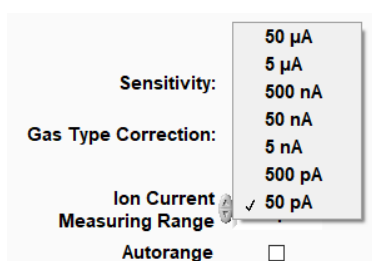 50 µA
5 µA
Sensitivity:
500 nA
50 nA
Gas Type Correction:
5 nA
500 pA
Ion Current
✓ 50 pA
Measuring Range
Autorange